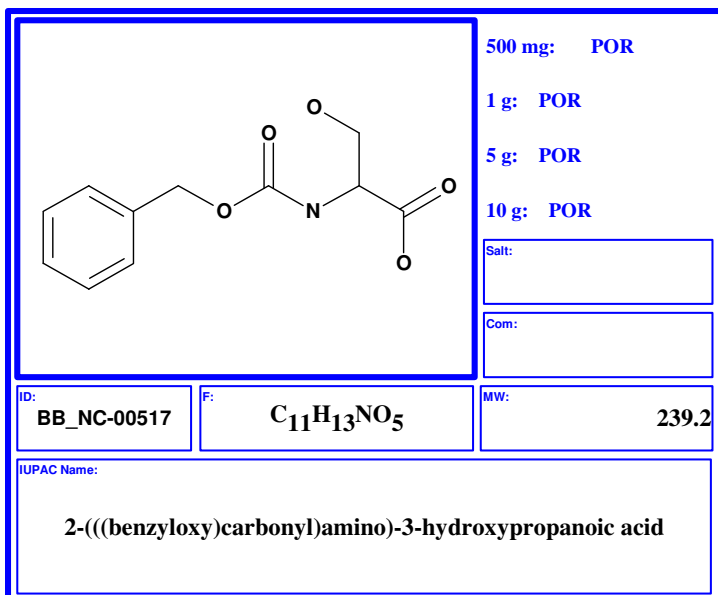 500 mg: POR
1 g: POR
5 g: POR
10 g: POR
O
O
O
N
O
O
Salt:
Com:
ID:
BB_NC-00517
F:
C11H13NO5
MW:
239.2
IUPAC Name:
2-(((benzyloxy)carbonyl)amino)-3-hydroxypropanoic acid